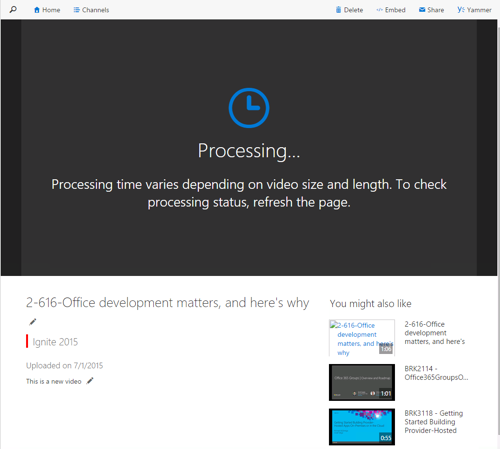 Home
Channels
Delete
Embed
Share
Yammer
Processing...
Processing time varies depending on video size and length. To check
processing status, refresh the page.
2-616-Office development matters, and here's why
Ignite 2015
Uploaded on 7/1/2015
This is a new video
You might also like
2-616-Office
development
matters, and here's
why
1:06
2-616-Office
development
matters, and here's
1:01
BRK2114 -
Office365GroupsO...
0:55
BRK3118 - Getting
Started Building
Provider-Hosted